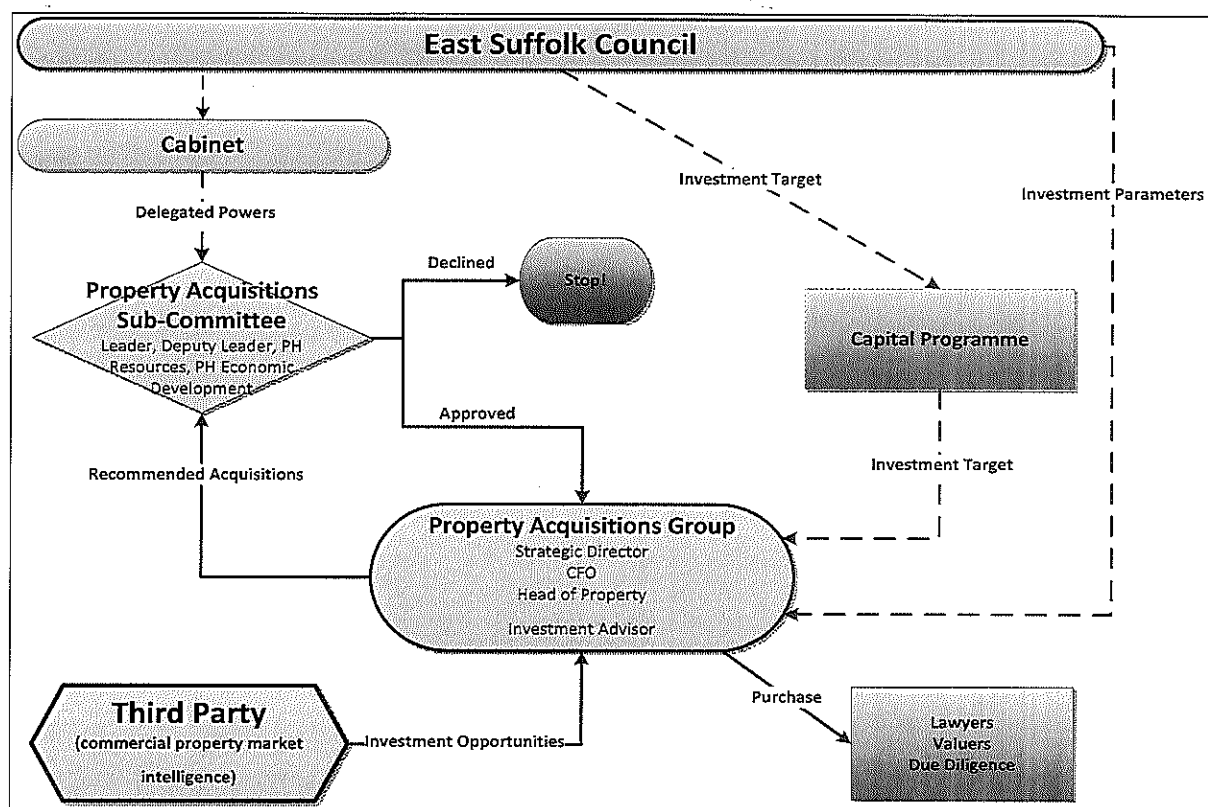 East Suffolk Council
Cabinet
Investment Target
Investment Parameters
Delegated Powers
Property Acquisitions
Sub-Committee
Leader, Deputy Leader, PH
Resources, PH Economic
Development
Declined
Stop!
Capital Programme
Approved
Recommended Acquisitions
Investment Target
Property Acquisitions Group
Strategic Director
CFO
Head of Property
Investment Advisor
Purchase
Third Party
(commercial property market
intelligence)
Investment Opportunities
Lawyers
Valuers
Due Diligence